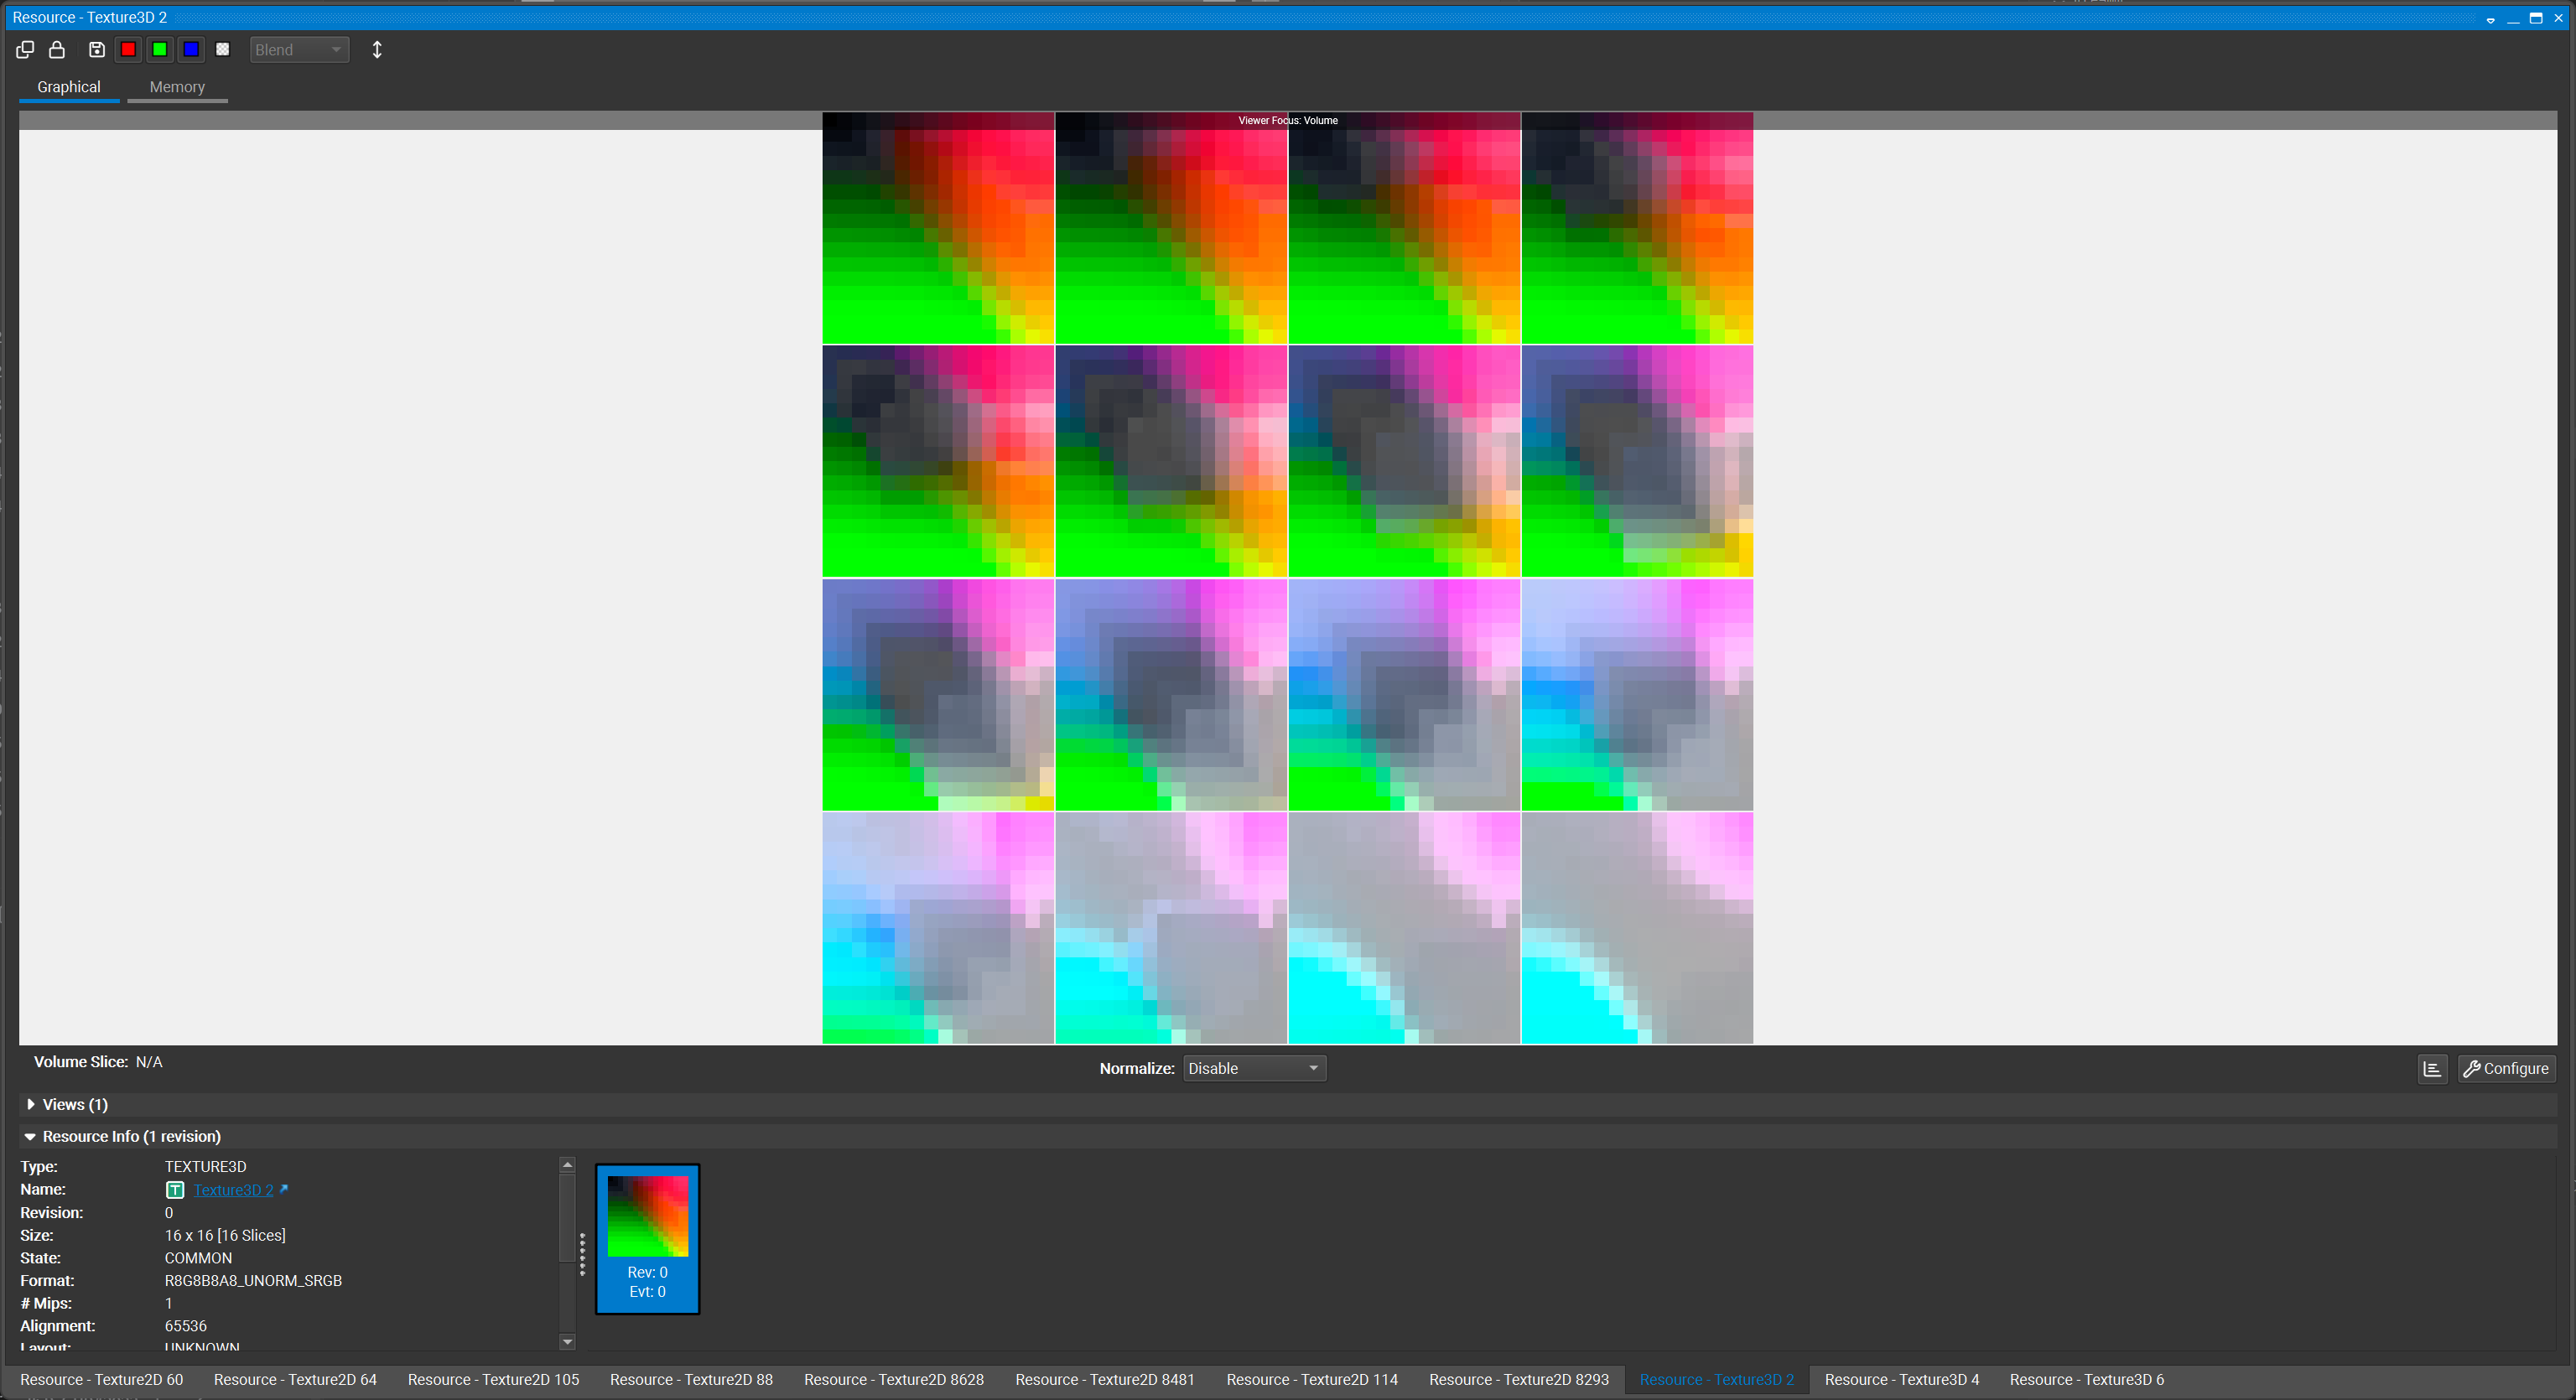 Resource - Texture3D 2
Blend
Graphical Memory
Viewer Focus: Volume
Volume Slice: N/A
Normalize: Disable
Configure
Views (1)
Resource Info (1 revision)
Type: TEXTURE3D
Name: T Texture3D 2
Revision: 0
Size: 16 x 16 [16 Slices]
State: COMMON
Format: R8G8B8A8_UNORM_SRGB
# Mips: 1
Alignment: 65536
Layout: UNKNOWN
Rev: 0
Evt: 0
Resource - Texture2D 60 Resource - Texture2D 64 Resource - Texture2D 105 Resource - Texture2D 88 Resource - Texture2D 8628 Resource - Texture2D 8481 Resource - Texture2D 114 Resource - Texture2D 8293 Resource - Texture3D 2 Resource - Texture3D 4 Resource - Texture3D 6